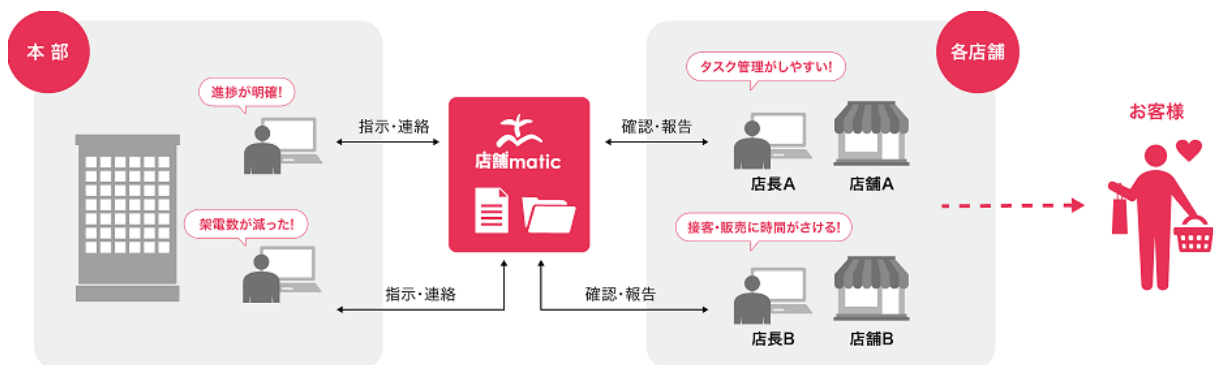 本部
各店舗
進捗が明確!
タスク管理がしやすい!
お客様
指示・連絡
確認・報告
店舗matic
店長A
店舗A
架電数が減った!
接客・販売に時間がさける!
指示・連絡
確認・報告
店長B
店舗B